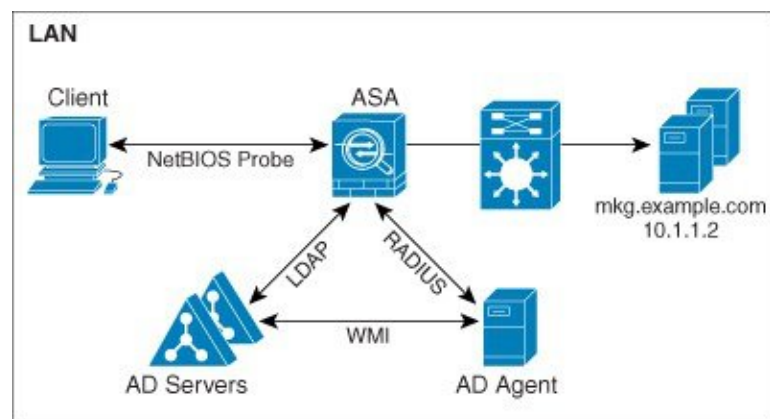 LAN
Client
ASA
NetBIOS Probe
mkg.example.com
10.1.1.2
LDAP
RADIUS
WMI
AD Servers
AD Agent